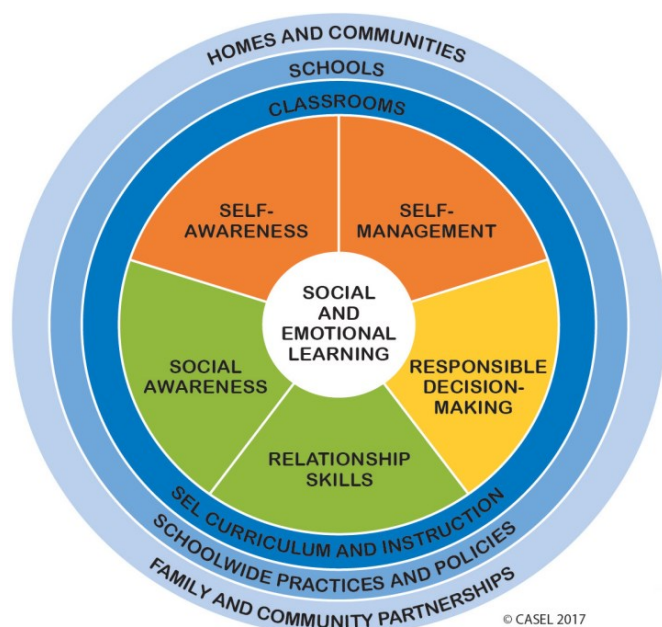 HOMES AND COMMUNITIES
SCHOOLS
CLASSROOMS
SELF-
AWARENESS
SELF-
MANAGEMENT
SOCIAL
AND
EMOTIONAL
LEARNING
SOCIAL
AWARENESS
RESPONSIBLE
DECISION-
MAKING
RELATIONSHIP
SKILLS
SEL CURRICULUM AND INSTRUCTION
SCHOOLWIDE PRACTICES AND POLICIES
FAMILY AND COMMUNITY PARTNERSHIPS
© CASEL 2017